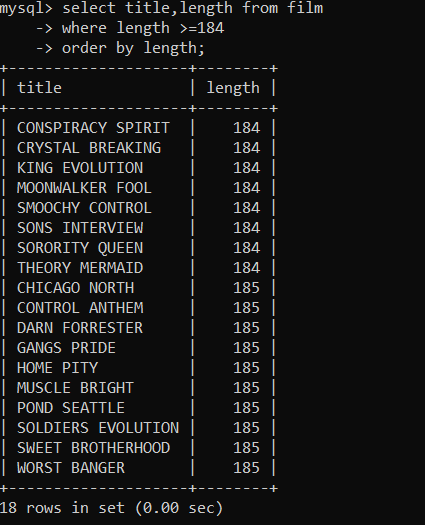 mysql> select title,length from film
    -> where length >=184
    -> order by length;
+--------------------+--------+
| title              | length |
+--------------------+--------+
| CONSPIRACY SPIRIT  |    184 |
| CRYSTAL BREAKING   |    184 |
| KING EVOLUTION     |    184 |
| MOONWALKER FOOL    |    184 |
| SMOOCHY CONTROL    |    184 |
| SONS INTERVIEW     |    184 |
| SORORITY QUEEN     |    184 |
| THEORY MERMAID     |    184 |
| CHICAGO NORTH      |    185 |
| CONTROL ANTHEM     |    185 |
| DARN FORRESTER     |    185 |
| GANGS PRIDE        |    185 |
| HOME PITY          |    185 |
| MUSCLE BRIGHT      |    185 |
| POND SEATTLE       |    185 |
| SOLDIERS EVOLUTION |    185 |
| SWEET BROTHERHOOD  |    185 |
| WORST BANGER       |    185 |
+--------------------+--------+
18 rows in set (0.00 sec)